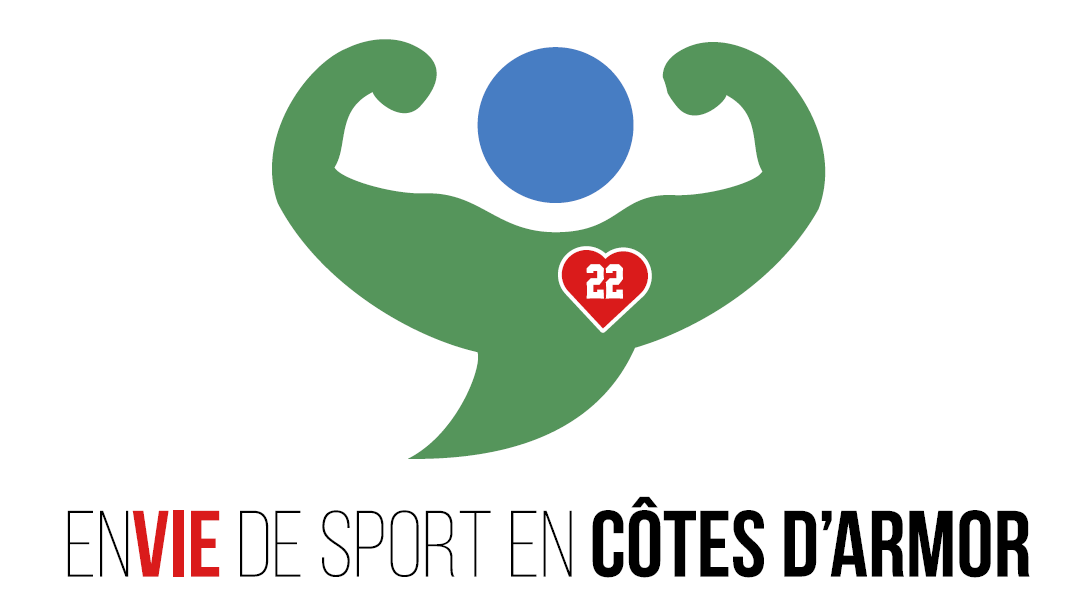 22
ENVIE DE SPORT EN CÔTES D'ARMOR